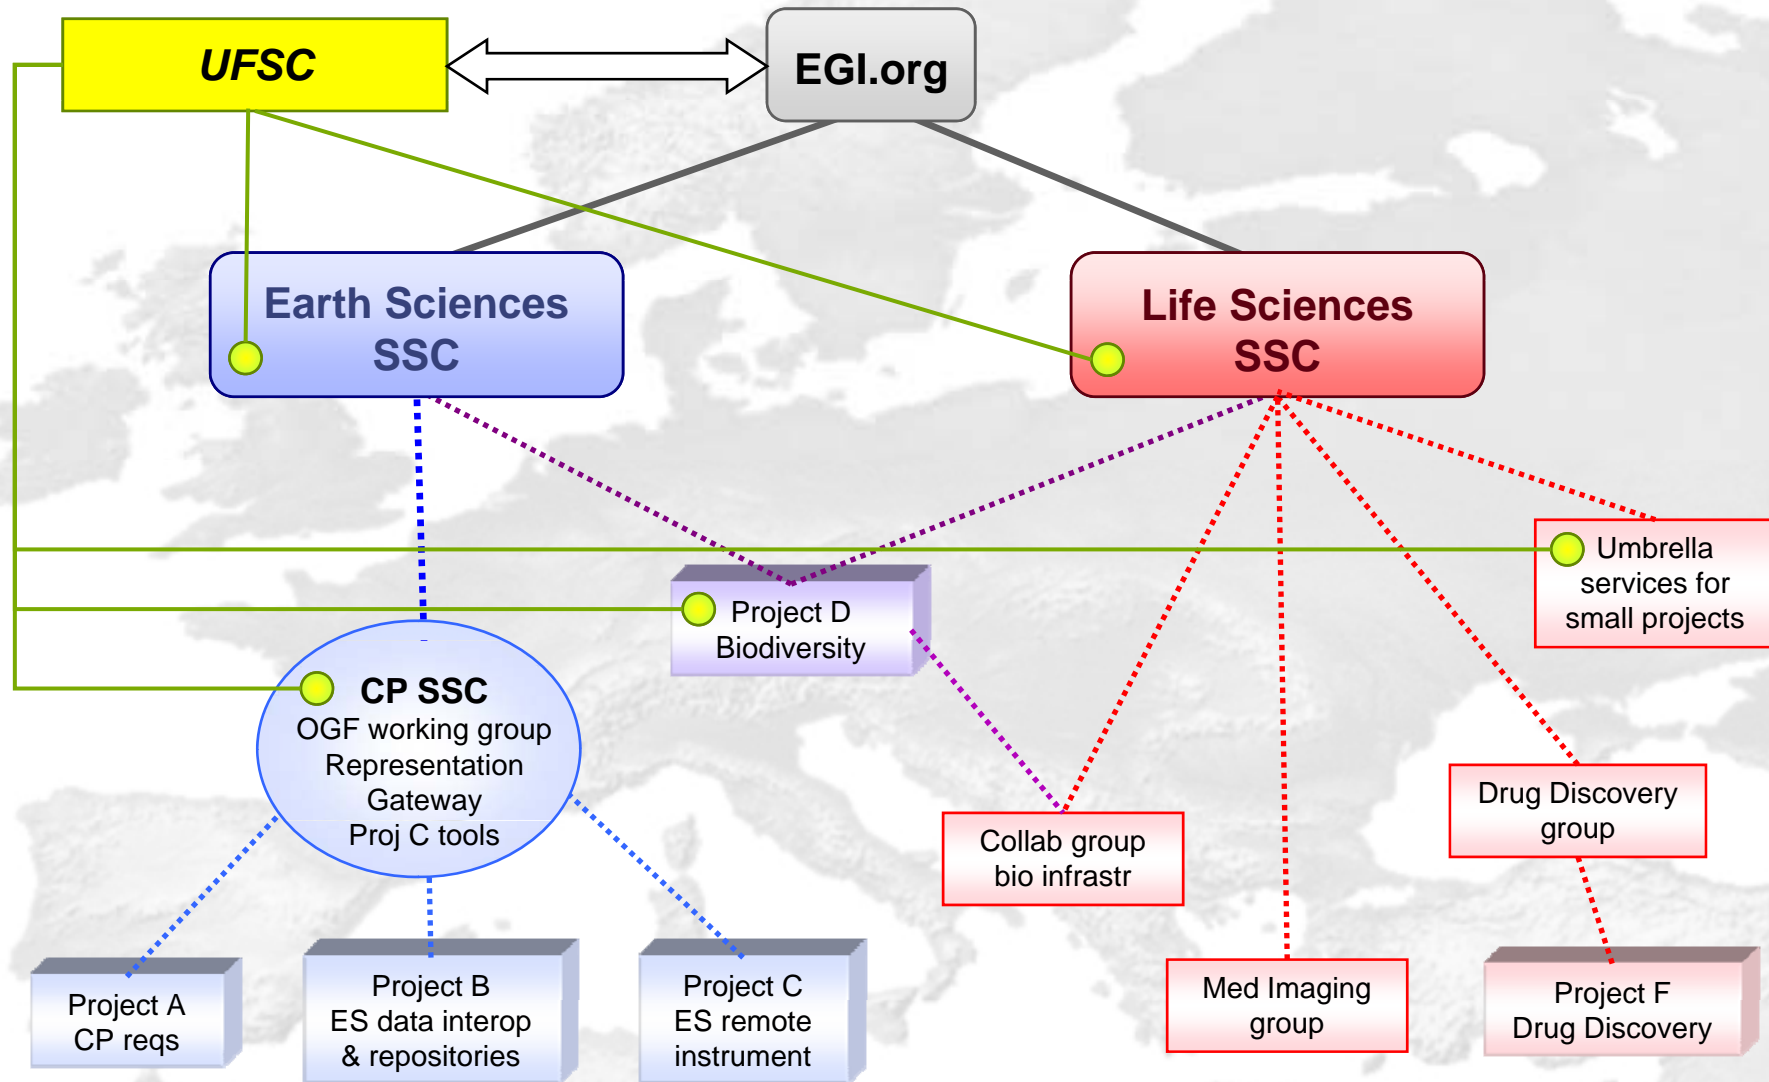 UFSC
EGI.org
Earth Sciences
SSC
Life Sciences
SSC
Umbrella
services for
small projects
Project D
Biodiversity
CP SSC
OGF working group
Representation
Gateway
Proj C tools
Collab group
bio infrastr
Drug Discovery
group
Project A
CP reqs
Project B
ES data interop
& repositories
Project C
ES remote
instrument
Med Imaging
group
Project F
Drug Discovery